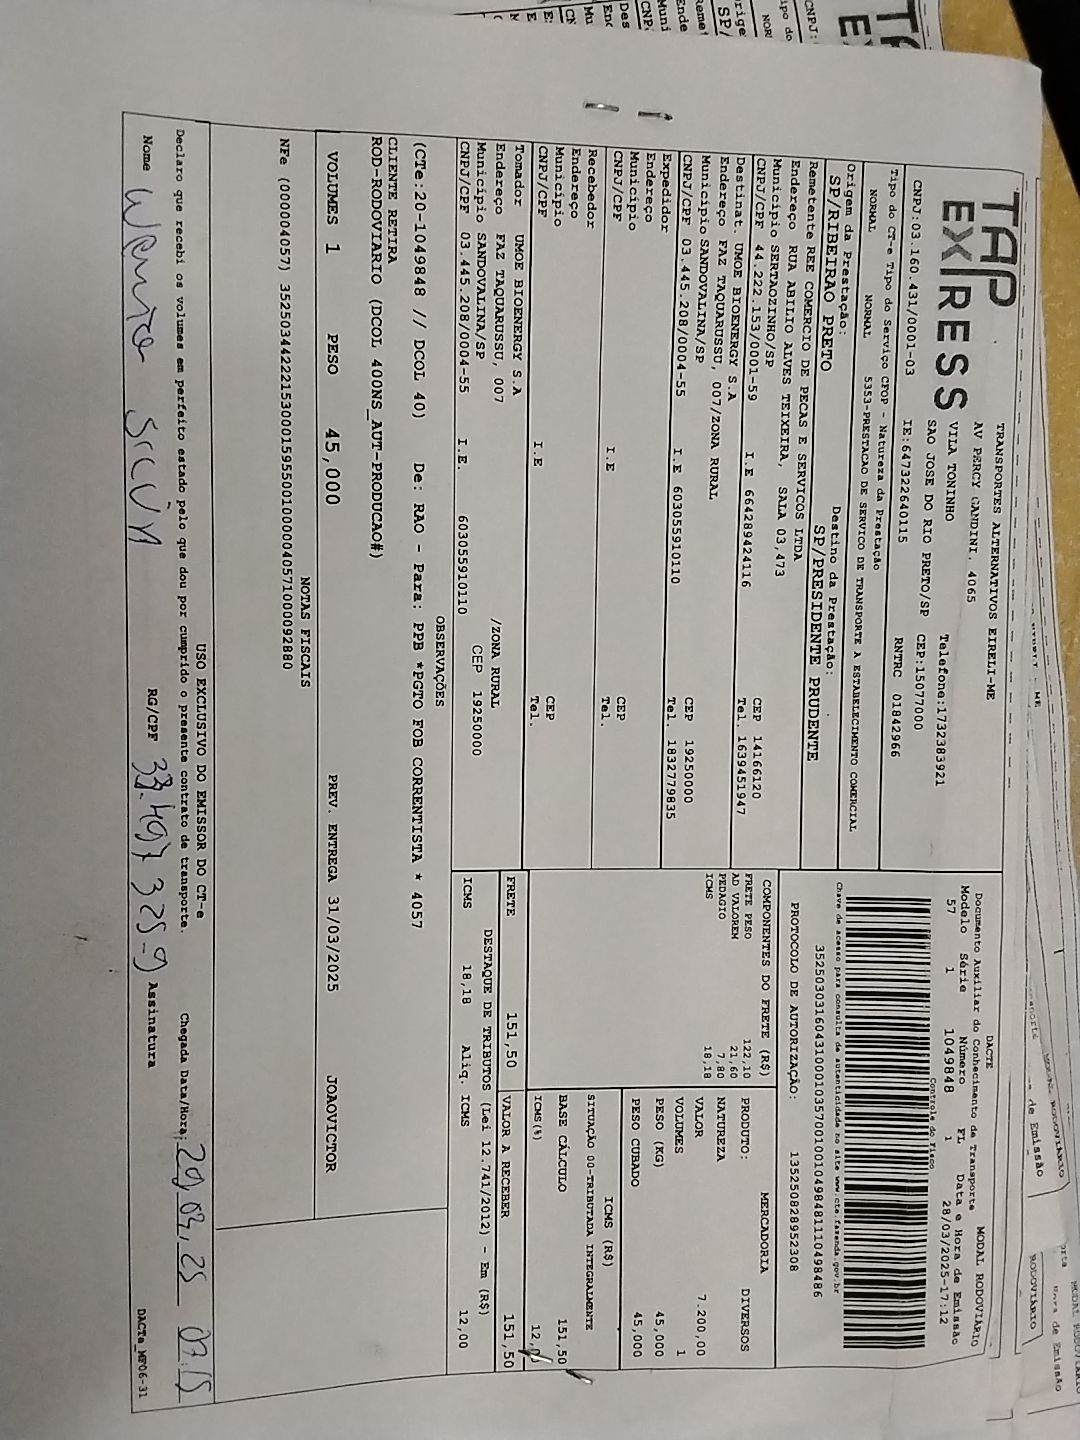 TAP EXPRESS
TRANSPORTES ALTERNATIVOS EIRELI-ME
AV PERCY GANDINI, 4065
VILA TONINHO
SAO JOSE DO RIO PRETO/SP
Telefone:1732383921
CEP:15077000
CNPJ:03.160.431/0001-03
IE:647322640115
RNTRC 01842966
DACTE
MODAL RODOVIÁRIO
Documento Auxiliar do Conhecimento de Transporte
Modelo Série Número FL Data e Hora de Emissão
57 1 1049848 1 28/03/2025-17:12
Controle do Fisco
Chave de acesso para consulta de autenticidade no site www.cte.fazenda.gov.br
PROTOCOLO DE AUTORIZAÇÃO: 135250828952308
Tipo do CT-e Tipo do Serviço CFOP - Natureza da Prestação
NORMAL NORMAL 5353-PRESTACAO DE SERVICO DE TRANSPORTE A ESTABELECIMENTO COMERCIAL
Origem da Prestação: Destino da Prestação:
SP/RIBEIRAO PRETO SP/PRESIDENTE PRUDENTE
Remetente REE COMERCIO DE PECAS E SERVICOS LTDA
Endereço RUA ABILIO ALVES TEIXEIRA, SALA 03,473
Município SERTAOZINHO/SP CEP 14166120
CNPJ/CPF 44.222.153/0001-59 I.E 664289424116 Tel. 1639451947
Destinat. UMOE BIOENERGY S.A
Endereço FAZ TAQUARUSSU, 007/ZONA RURAL
Município SANDOVALINA/SP CEP 19250000
CNPJ/CPF 03.445.208/0004-55 I.E 603055910110 Tel. 1832779835
Expedidor
Endereço
Município CEP
CNPJ/CPF I.E Tel.
Recebedor
Endereço
Município CEP
CNPJ/CPF I.E Tel.
Tomador UMOE BIOENERGY S.A
Endereço FAZ TAQUARUSSU, 007 /ZONA RURAL
Município SANDOVALINA/SP CEP 19250000
CNPJ/CPF 03.445.208/0004-55 I.E. 603055910110
COMPONENTES DO FRETE (R$)
FRETE PESO 122,10
AD VALOREM 21,60
PEDAGIO 7,80
ICMS 18,18
MERCADORIA
PRODUTO: DIVERSOS
NATUREZA
VALOR 7.200,00
VOLUMES 1
PESO (KG) 45,000
PESO CUBADO 45,000
ICMS (R$)
SITUAÇÃO 00-TRIBUTADA INTEGRALMENTE
BASE CÁLCULO 151,50
ICMS(%)
FRETE 151,50 VALOR A RECEBER 151,50
DESTAQUE DE TRIBUTOS (Lei 12.741/2012) - Em (R$)
ICMS 18,18 Aliq. ICMS 12,00
OBSERVAÇÕES
(CTe:20-1049848 // DCOL 40) De: RAO - Para: PPB *PGTO FOB CORRENTISTA * 4057
CLIENTE RETIRA
ROD-RODOVIARIO (DCOL 400NS_AUT-PRODUCAO#)
VOLUMES 1 PESO 45,000 PREV. ENTREGA 31/03/2025 JOAOVICTOR
NOTAS FISCAIS
USO EXCLUSIVO DO EMISSOR DO CT-e
Declaro que recebi os volumes em perfeito estado pelo que dou por cumprido o presente contrato de transporte. Chegada Data/Hora:
Nome RG/CPF Assinatura
DACTe_MF06-31